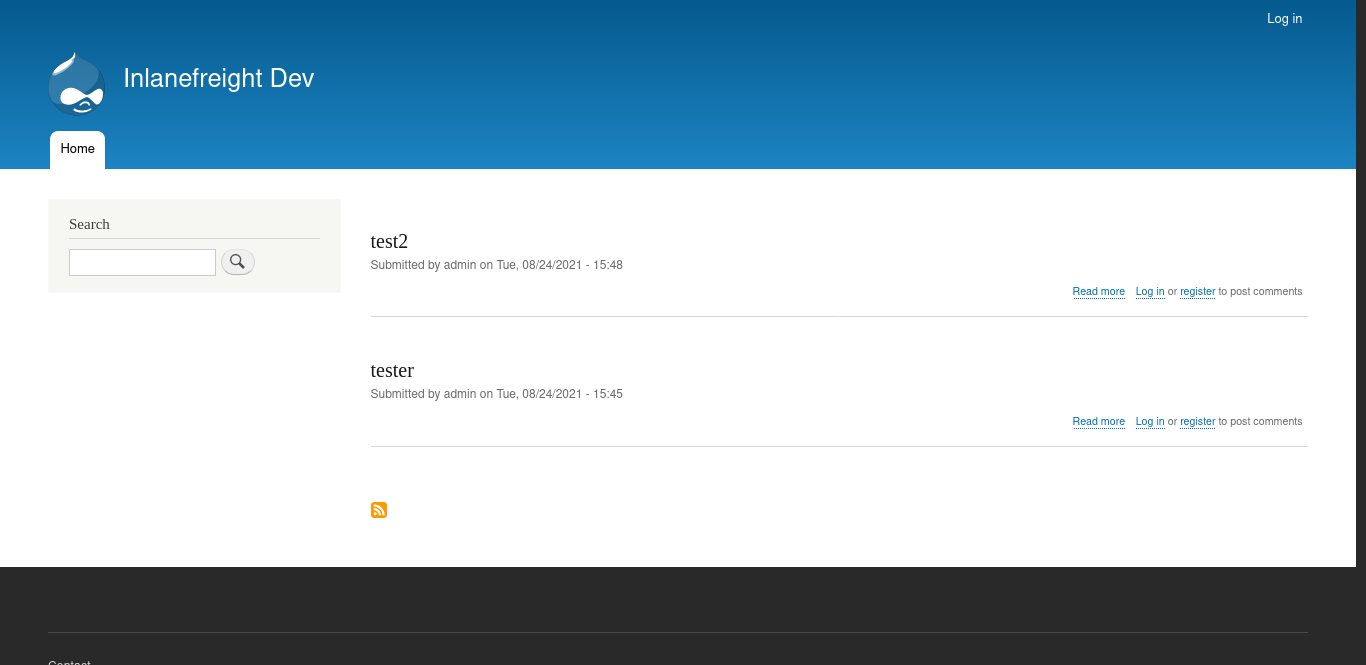 Log in
Inlanefreight Dev
Home
Search
test2
Submitted by admin on Tue, 08/24/2021 - 15:48
Read more Log in or register to post comments
tester
Submitted by admin on Tue, 08/24/2021 - 15:45
Read more Log in or register to post comments
Contact